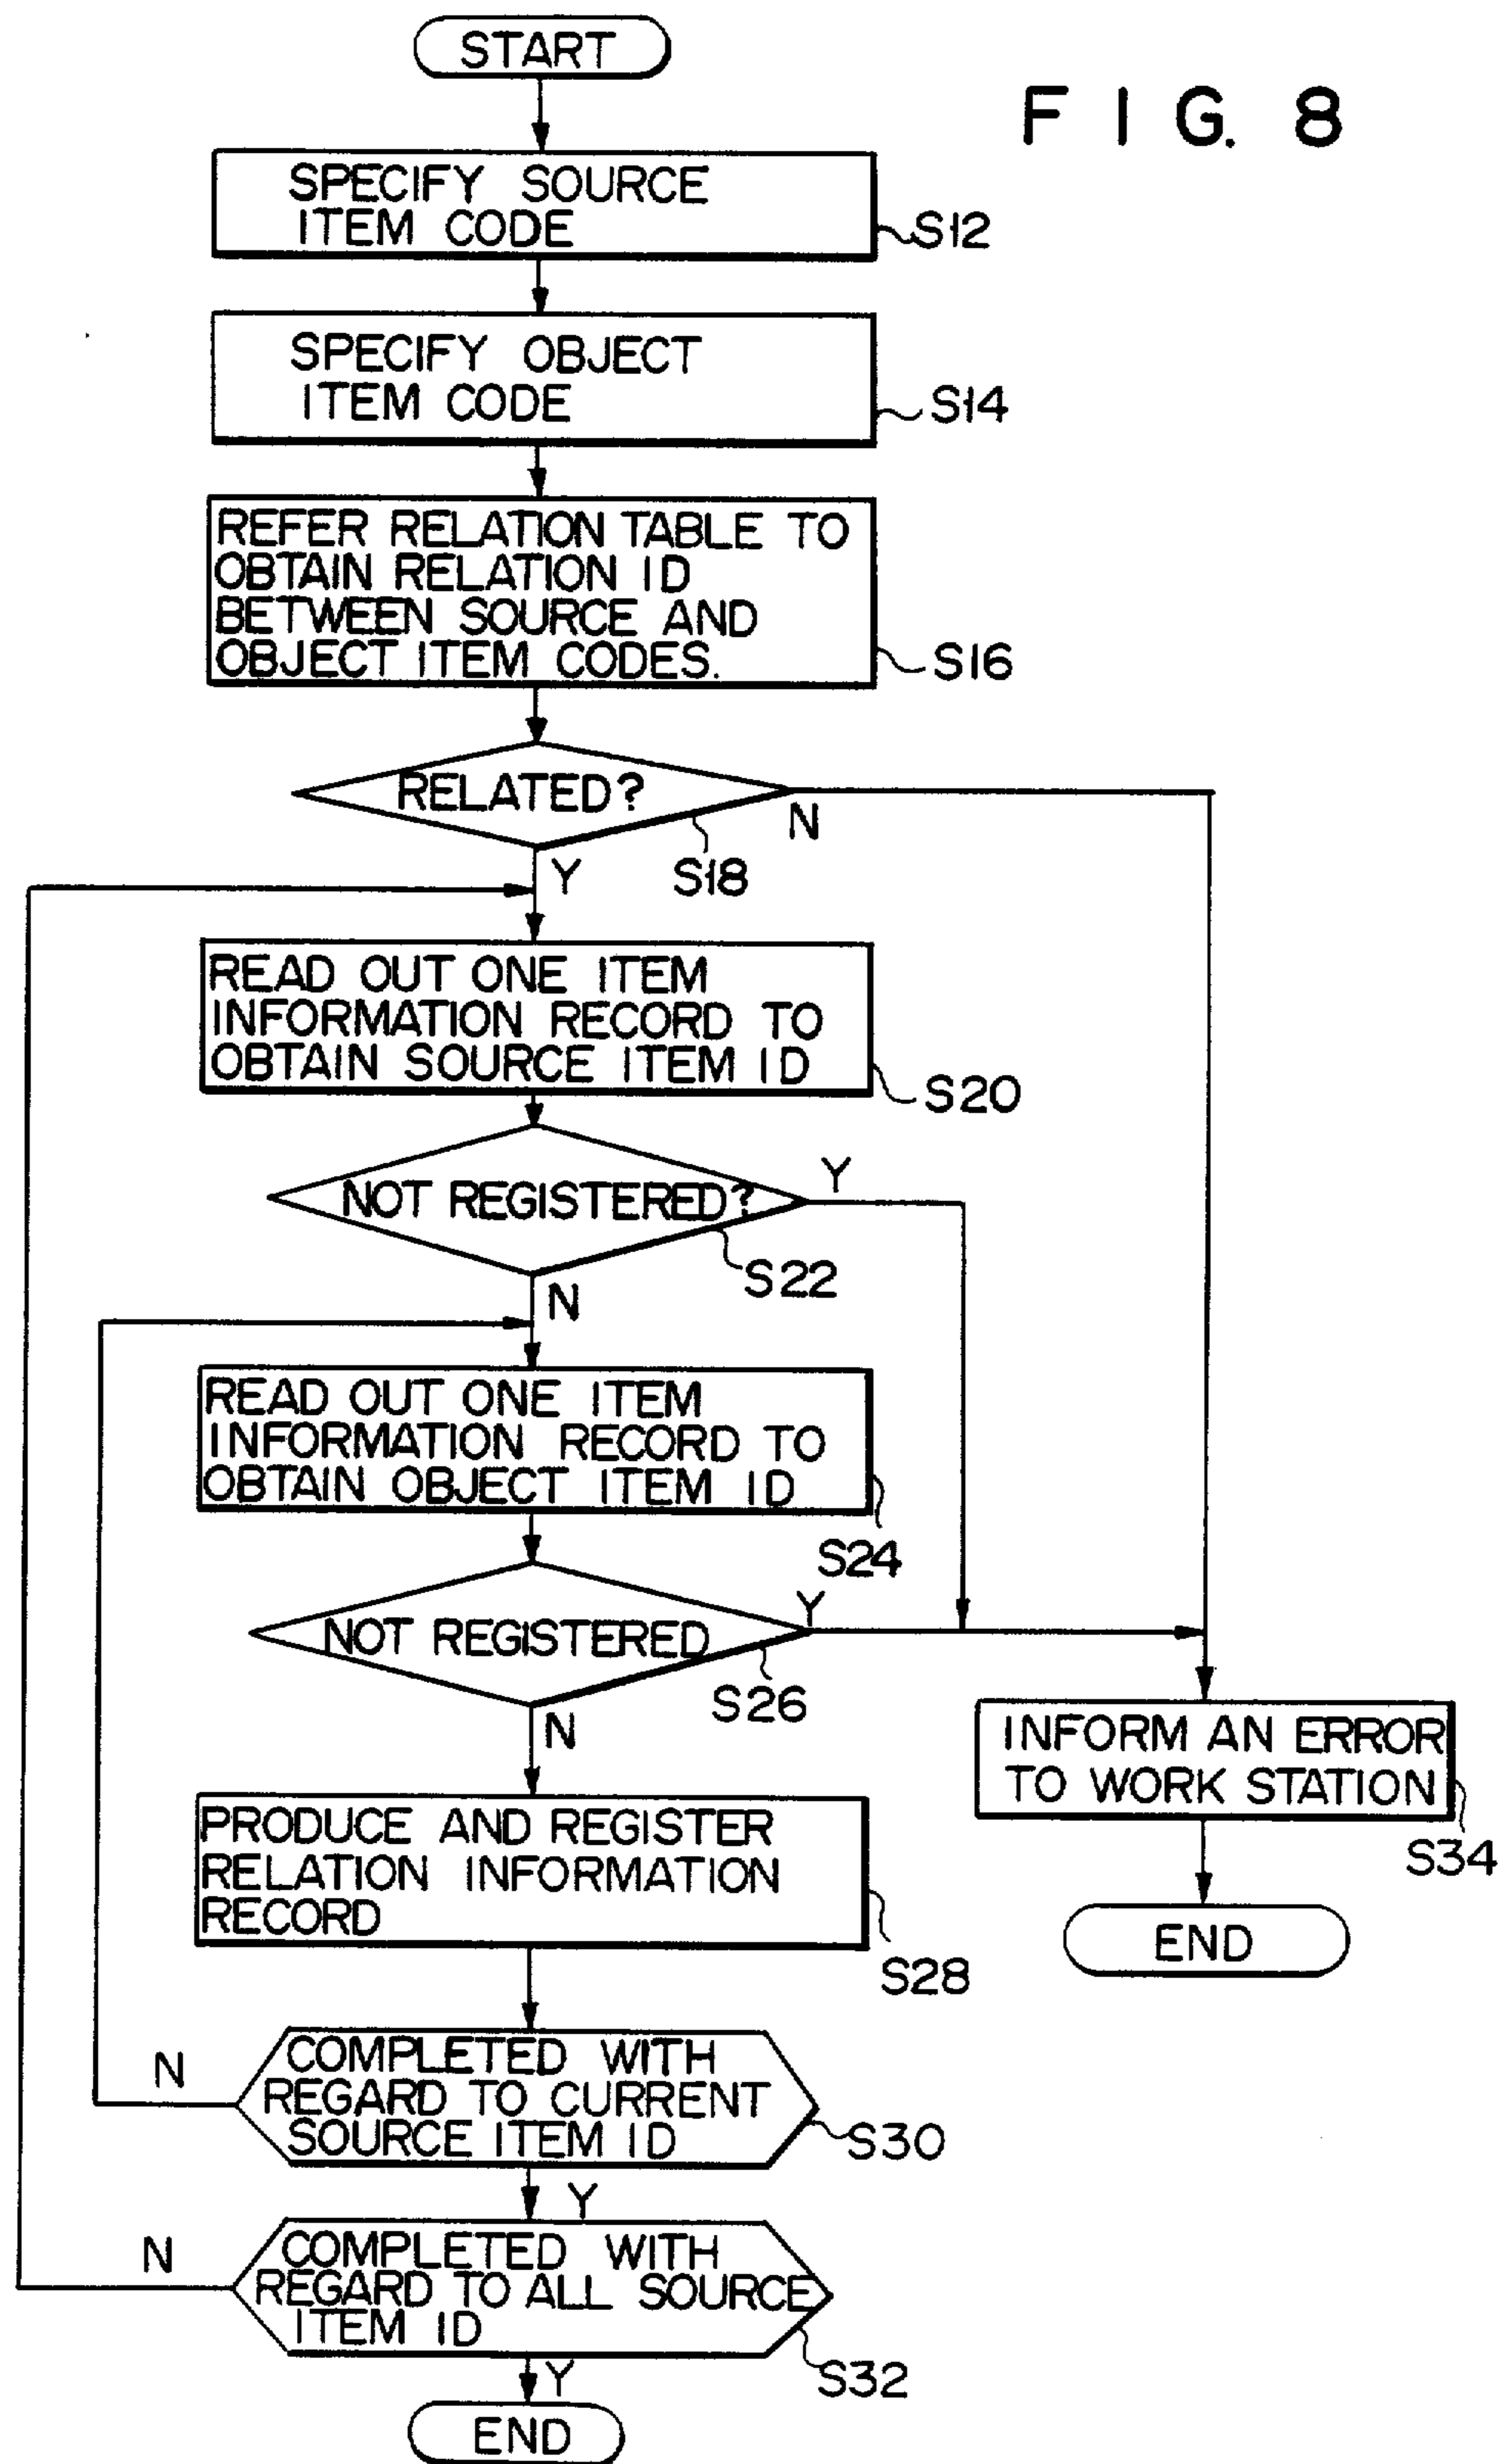 START
F I G. 8
SPECIFY SOURCE
ITEM CODE
S12
SPECIFY OBJECT
ITEM CODE
S14
REFER RELATION TABLE TO
OBTAIN RELATION ID
BETWEEN SOURCE AND
OBJECT ITEM CODES.
S16
RELATED?
N
S18
Y
READ OUT ONE ITEM
INFORMATION RECORD TO
OBTAIN SOURCE ITEM ID
S20
NOT REGISTERED?
Y
S22
N
READ OUT ONE ITEM
INFORMATION RECORD TO
OBTAIN OBJECT ITEM ID
S24
NOT REGISTERED
Y
S26
N
INFORM AN ERROR
TO WORK STATION
S34
END
PRODUCE AND REGISTER
RELATION INFORMATION
RECORD
S28
COMPLETED WITH
REGARD TO CURRENT
SOURCE ITEM ID
N
S30
Y
COMPLETED WITH
REGARD TO ALL SOURCE
ITEM ID
N
S32
Y
END